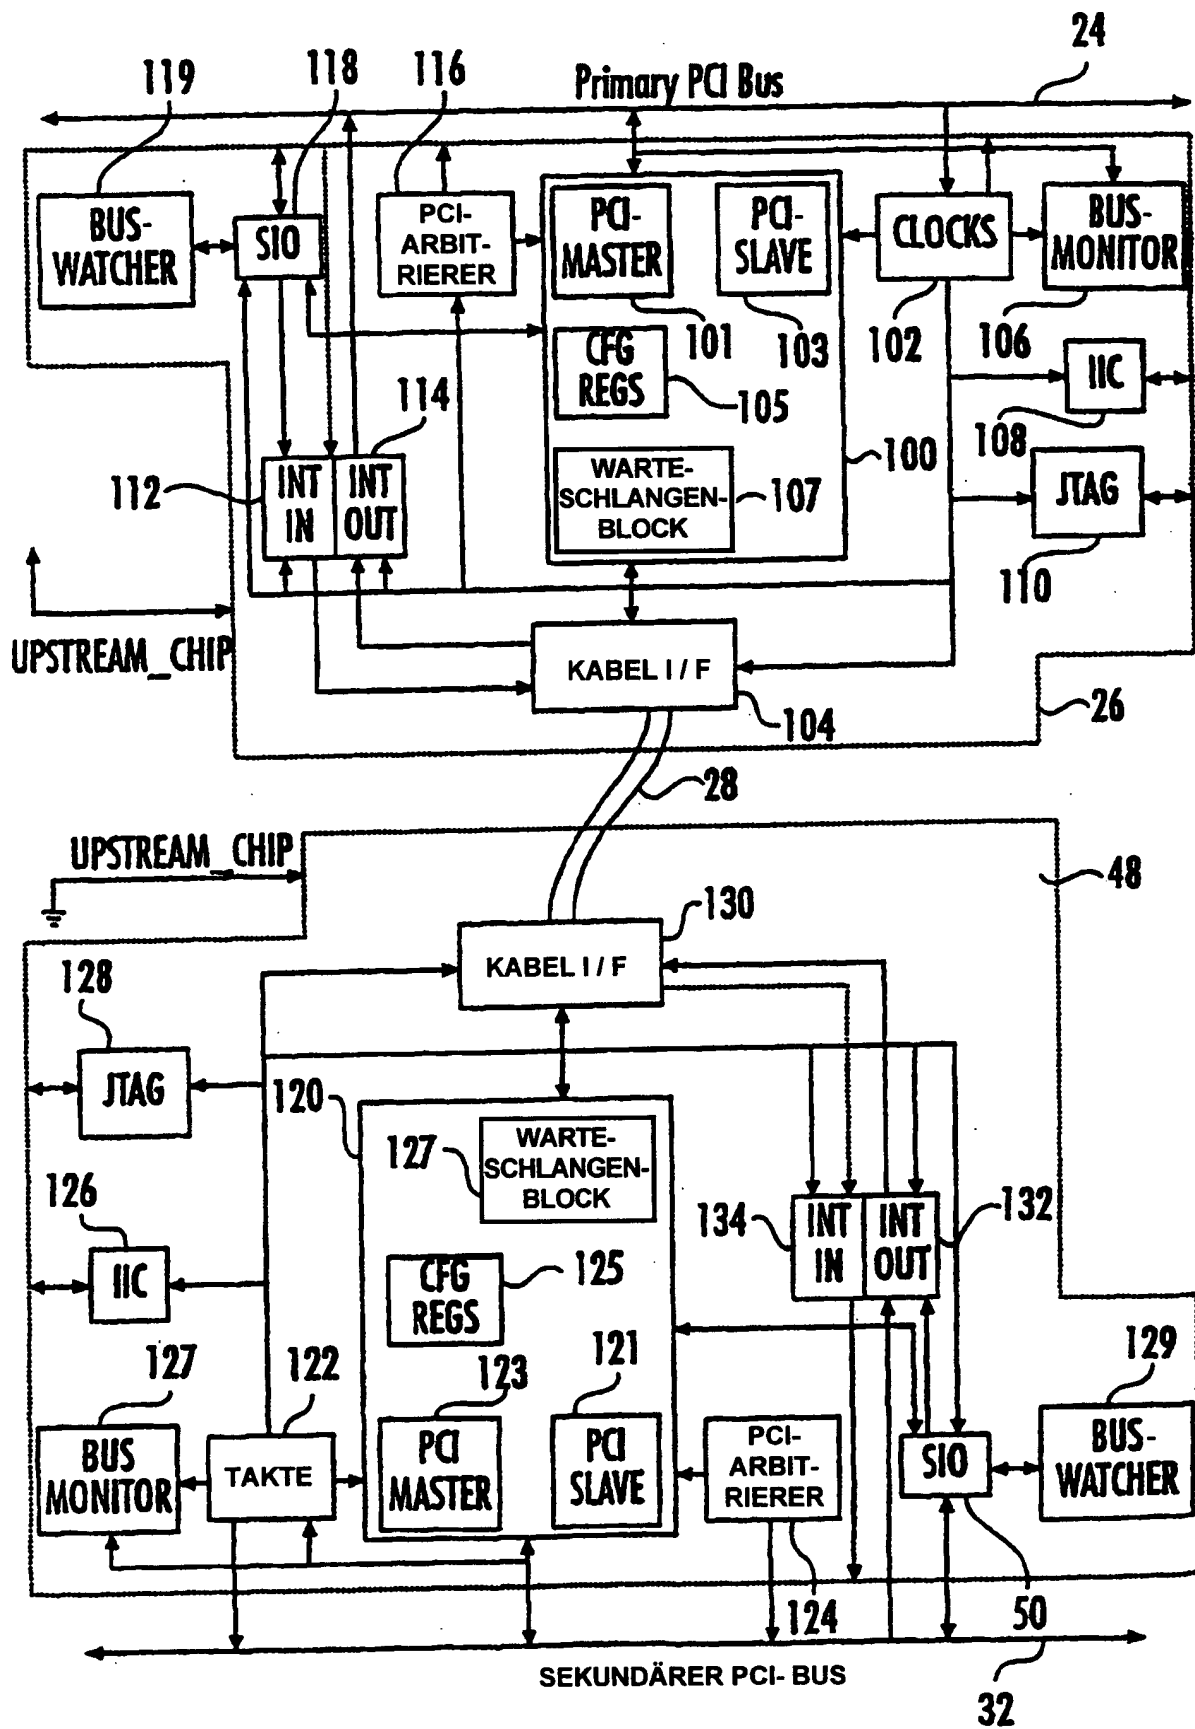 24
Primary PCI Bus
119
118
116
BUS-
WATCHER
SIO
PCI-
ARBIT-
RIERER
PCI-
MASTER
PCI-
SLAVE
CLOCKS
BUS-
MONITOR
101
103
102
106
CFG
REGS
105
IIC
108
114
100
112
INT
IN
INT
OUT
WARTE-
SCHLANGEN-
BLOCK
107
JTAG
110
UPSTREAM_CHIP
KABEL I / F
104
26
28
UPSTREAM_CHIP
48
130
KABEL I / F
128
JTAG
120
WARTE-
SCHLANGEN-
BLOCK
127
126
IIC
134
INT
IN
INT
OUT
132
CFG
REGS
125
127
122
123
121
129
BUS
MONITOR
TAKTE
PCI
MASTER
PCI
SLAVE
PCI-
ARBIT-
RIERER
SIO
BUS-
WATCHER
124
50
SEKUNDÄRER PCI- BUS
32